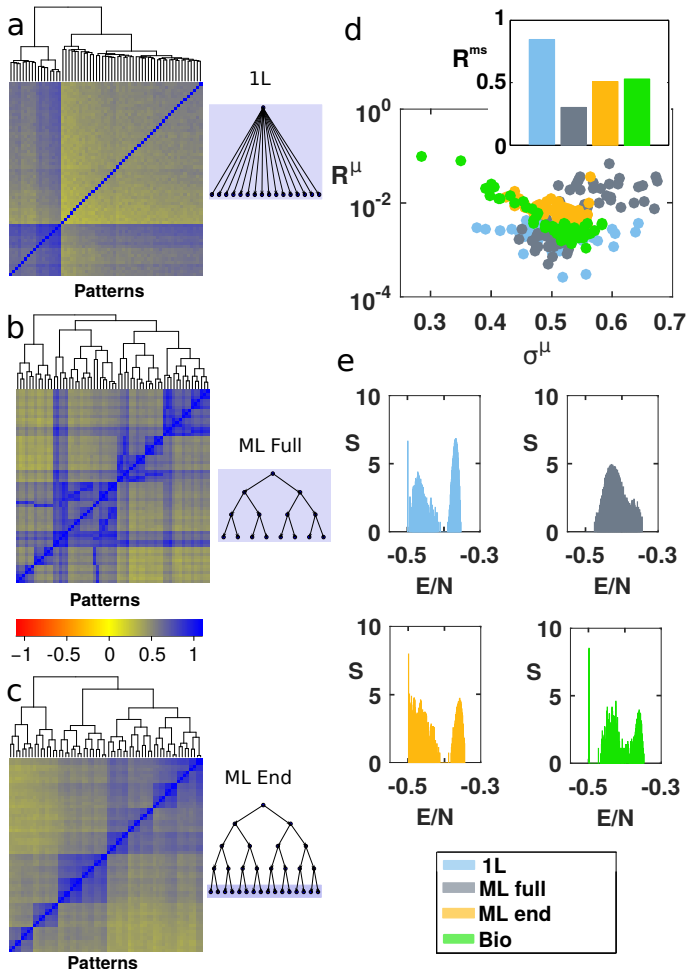 a
1L
Patterns
b
ML Full
Patterns
−1 -0.5 0 0.5 1
c
ML End
Patterns
d
R^ms
1
0.5
0
R^μ
10^0
10^-2
10^-4
0.3 0.4 0.5 0.6 0.7
σ^μ
e
10
S
5
0
-0.5 -0.3
E/N
10
S
5
0
-0.5 -0.3
E/N
10
S
5
0
-0.5 -0.3
E/N
10
S
5
0
-0.5 -0.3
E/N
1L
ML full
ML end
Bio